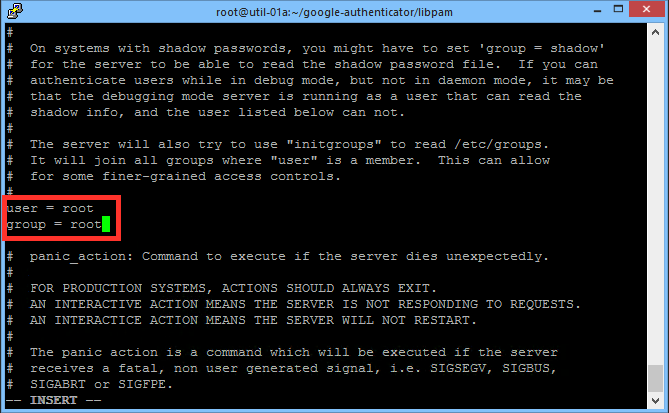 root@util-01a:~/google-authenticator/libpam
#
# On systems with shadow passwords, you might have to set 'group = shadow'
# for the server to be able to read the shadow password file. If you can
# authenticate users while in debug mode, but not in daemon mode, it may be
# that the debugging mode server is running as a user that can read the
# shadow info, and the user listed below can not.
#
# The server will also try to use "initgroups" to read /etc/groups.
# It will join all groups where "user" is a member. This can allow
# for some finer-grained access controls.
#
user = root
group = root
# panic_action: Command to execute if the server dies unexpectedly.
#
# FOR PRODUCTION SYSTEMS, ACTIONS SHOULD ALWAYS EXIT.
# AN INTERACTIVE ACTION MEANS THE SERVER IS NOT RESPONDING TO REQUESTS.
# AN INTERACTICE ACTION MEANS THE SERVER WILL NOT RESTART.
#
# The panic action is a command which will be executed if the server
# receives a fatal, non user generated signal, i.e. SIGSEGV, SIGBUS,
# SIGABRT or SIGFPE.
-- INSERT --